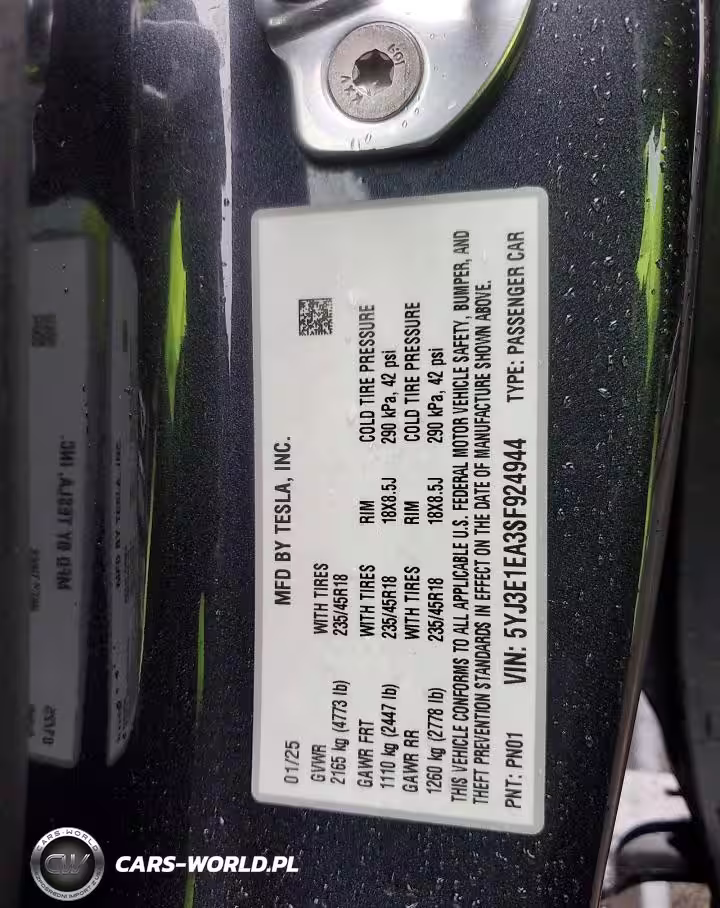 MFD BY TESLA, INC.
01/25
GVWR WITH TIRES
2165 kg (4773 lb) 235/45R18
GAWR FRT WITH TIRES RIM COLD TIRE PRESSURE
1110 kg (2447 lb) 235/45R18 18X8.5J 290 kPa, 42 psi
GAWR RR WITH TIRES RIM COLD TIRE PRESSURE
1260 kg (2778 lb) 235/45R18 18X8.5J 290 kPa, 42 psi
THIS VEHICLE CONFORMS TO ALL APPLICABLE U.S. FEDERAL MOTOR VEHICLE SAFETY, BUMPER, AND
THEFT PREVENTION STANDARDS IN EFFECT ON THE DATE OF MANUFACTURE SHOWN ABOVE.
PNT: PN01 VIN: 5YJ3E1EA3SF924944 TYPE: PASSENGER CAR
CARS-WORLD
CW
CARS-WORLD.PL